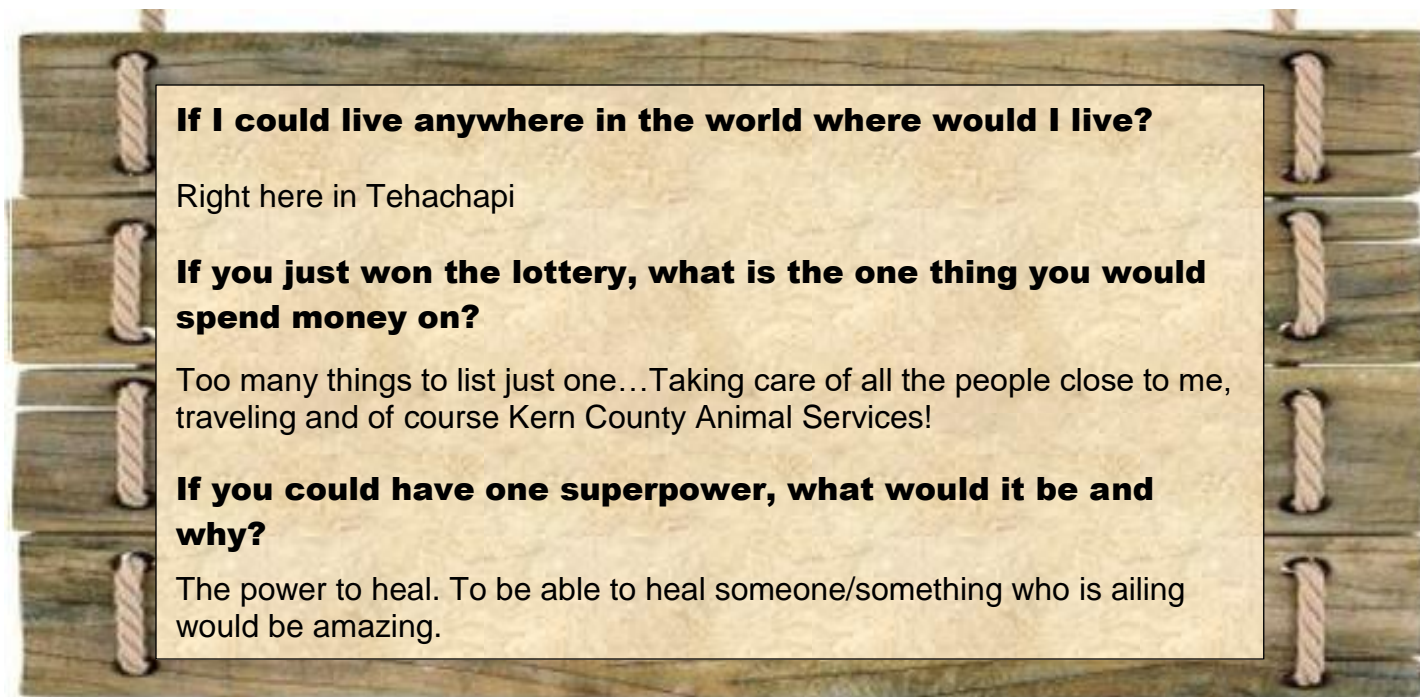 If I could live anywhere in the world where would I live?
Right here in Tehachapi
If you just won the lottery, what is the one thing you would
spend money on?
Too many things to list just one…Taking care of all the people close to me,
traveling and of course Kern County Animal Services!
If you could have one superpower, what would it be and
why?
The power to heal. To be able to heal someone/something who is ailing
would be amazing.